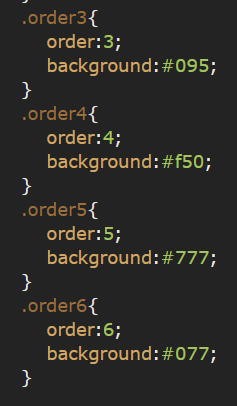 .order3{
order:3;
background:#095;
}
.order4{
order:4;
background:#f50;
}
.order5{
order:5;
background:#777;
}
.order6{
order:6;
background:#077;
}